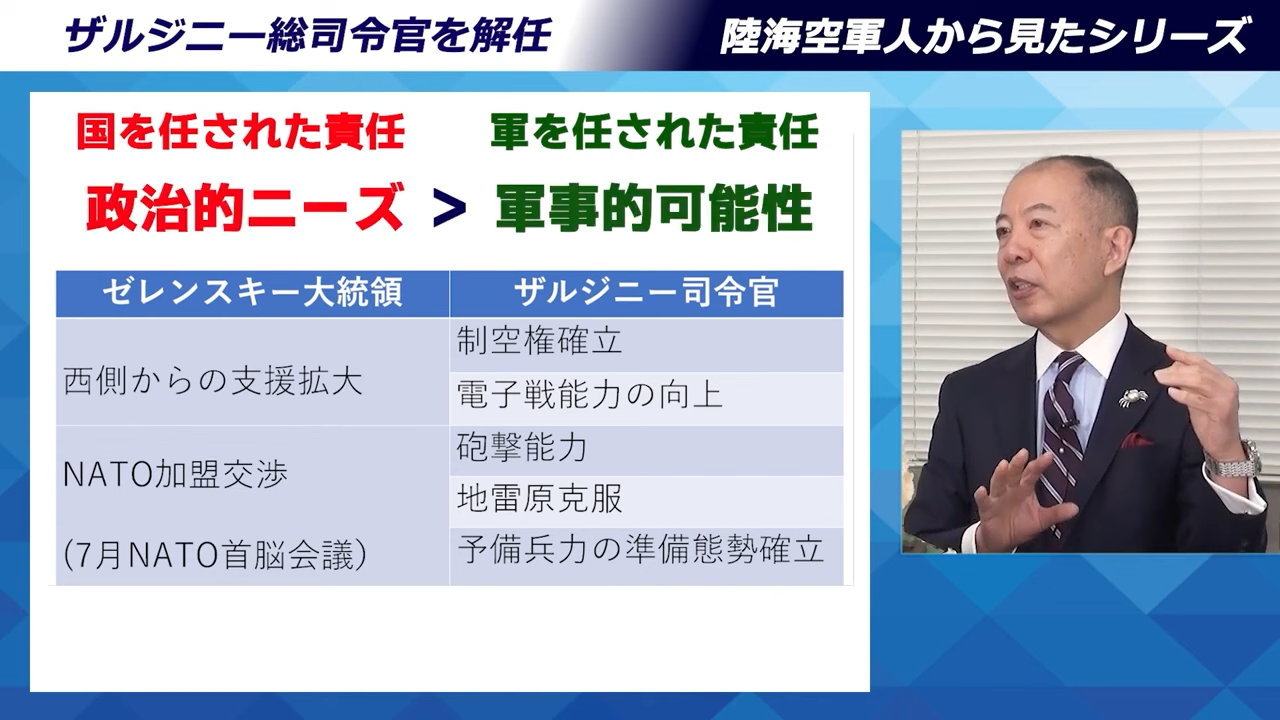 ザルジニー総司令官を解任
陸海空軍人から見たシリーズ
国を任された責任
軍を任された責任
政治的ニーズ > 軍事的可能性
ゼレンスキー大統領
ザルジニー司令官
西側からの支援拡大
制空権確立
電子戦能力の向上
NATO加盟交渉
(7月NATO首脳会議)
砲撃能力
地雷原克服
予備兵力の準備態勢確立